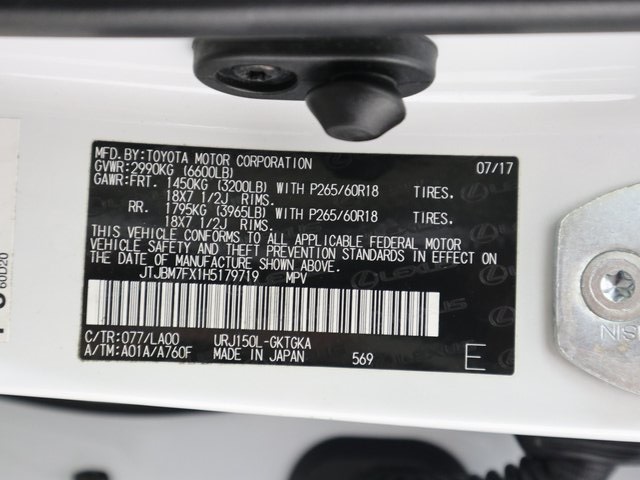 MFD. BY:TOYOTA MOTOR CORPORATION 07/17
GVWR:2990KG (6600LB)
GAWR:FRT. 1450KG (3200LB) WITH P265/60R18 TIRES.
18X7 1/2J RIMS.
RR. 1795KG (3965LB) WITH P265/60R18 TIRES.
18X7 1/2J RIMS.
THIS VEHICLE CONFORMS TO ALL APPLICABLE FEDERAL MOTOR
VEHICLE SAFETY AND THEFT PREVENTION STANDARDS IN EFFECT ON
THE DATE OF MANUFACTURE SHOWN ABOVE.
JTJBM7FX1H5179719 MPV
C/TR:077/LA00 URJ150L-GKTGKA
A/TM:A01A/A760F MADE IN JAPAN 569 E
LEXUS
60D20